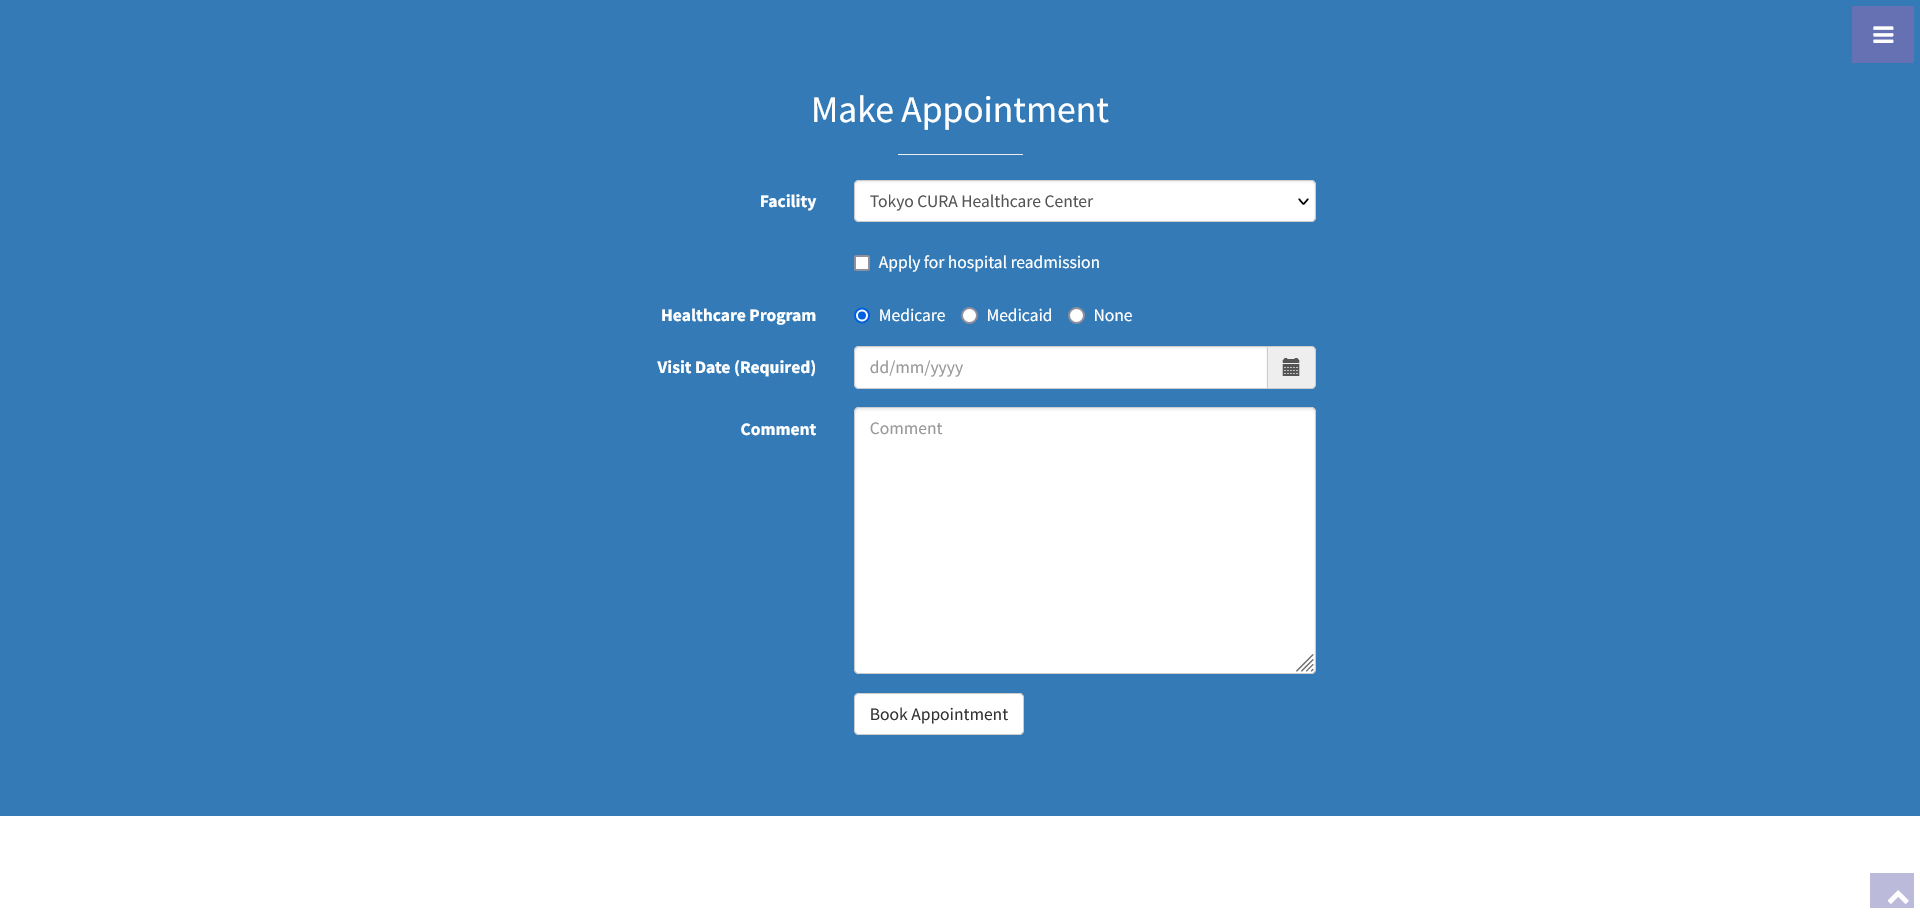 Make Appointment
Facility
Tokyo CURA Healthcare Center
Apply for hospital readmission
Healthcare Program
Medicare Medicaid None
Visit Date (Required)
dd/mm/yyyy
Comment
Comment
Book Appointment